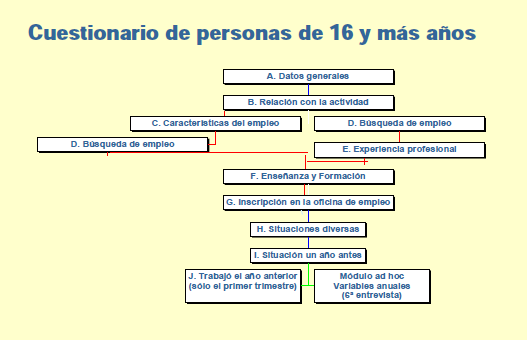 Cuestionario de personas de 16 y más años
A. Datos generales
B. Relación con la actividad
C. Características del empleo
D. Búsqueda de empleo
D. Búsqueda de empleo
E. Experiencia profesional
F. Enseñanza y Formación
G. Inscripción en la oficina de empleo
H. Situaciones diversas
I. Situación un año antes
J. Trabajó el año anterior
(sólo el primer trimestre)
Módulo ad hoc
Variables anuales
(6ª entrevista)